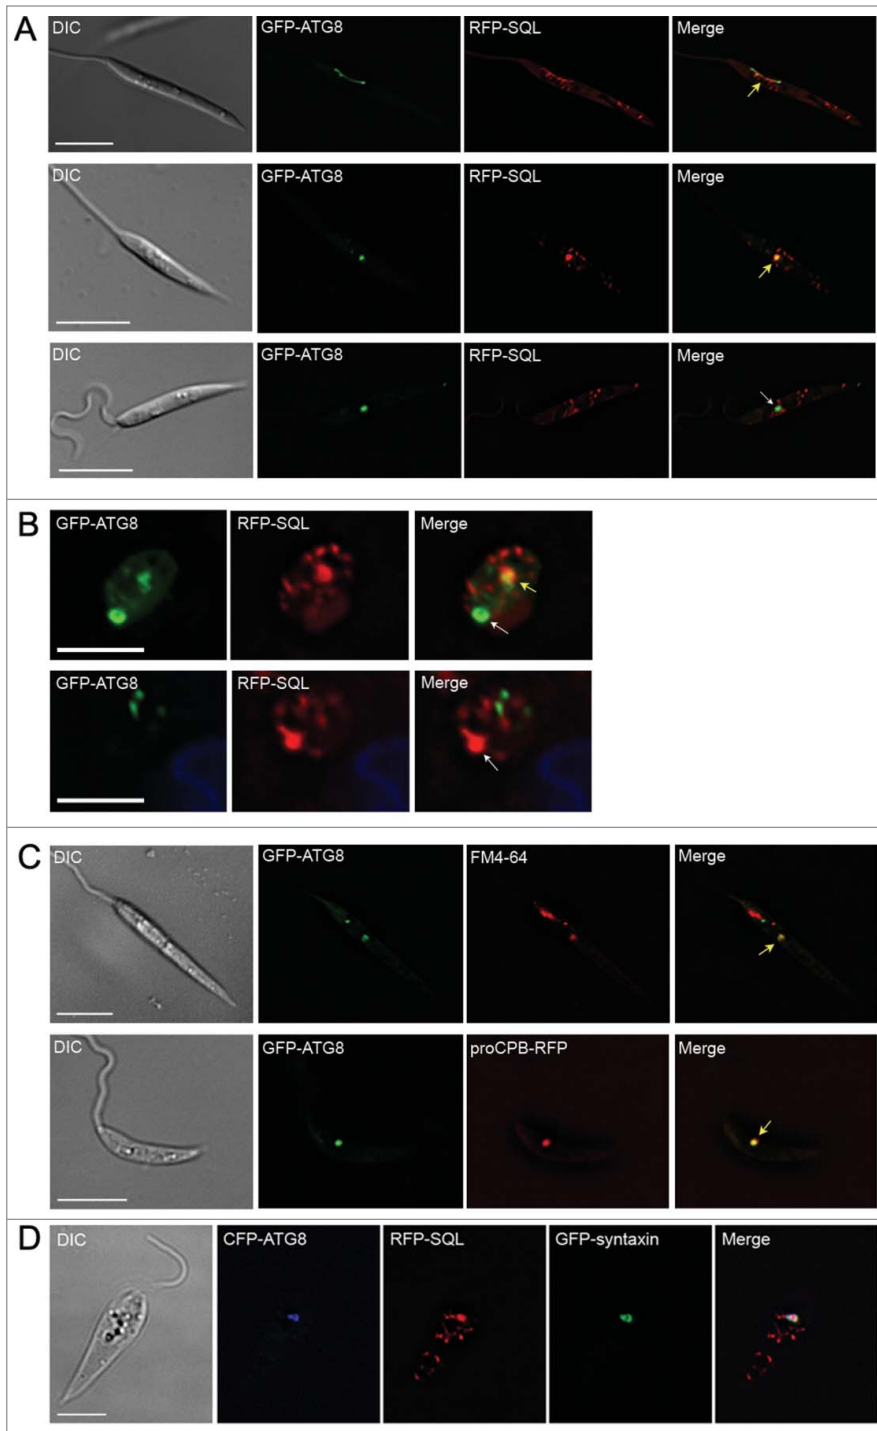 A DIC GFP-ATG8 RFP-SQL Merge
DIC GFP-ATG8 RFP-SQL Merge
DIC GFP-ATG8 RFP-SQL Merge
B GFP-ATG8 RFP-SQL Merge
GFP-ATG8 RFP-SQL Merge
C DIC GFP-ATG8 FM4-64 Merge
DIC GFP-ATG8 proCPB-RFP Merge
D DIC CFP-ATG8 RFP-SQL GFP-syntaxin Merge